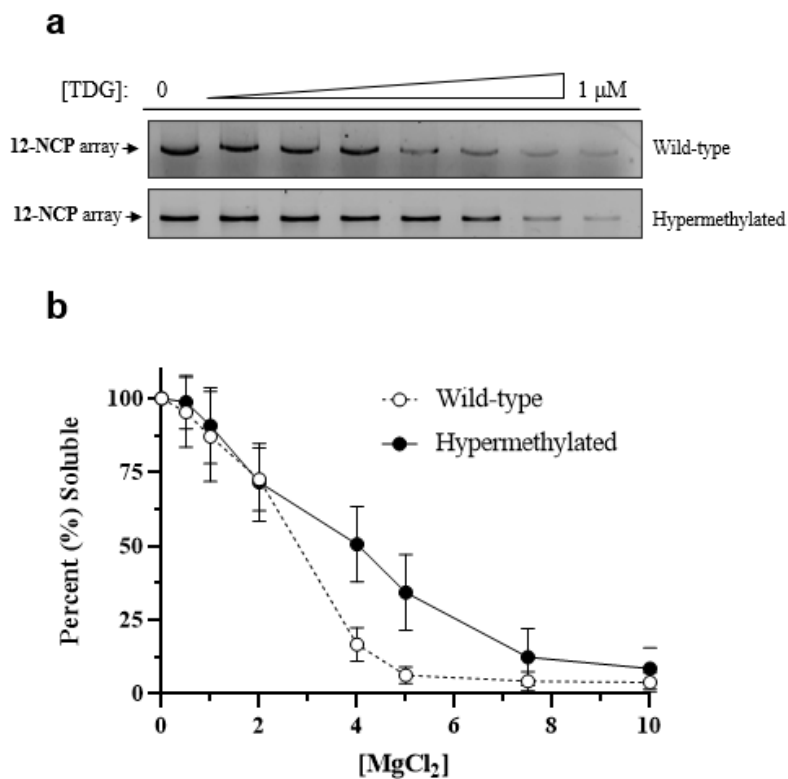 a
[TDG]: 0 1 μM
12-NCP array Wild-type
12-NCP array Hypermethylated
b
Wild-type
Hypermethylated
Percent (%) Soluble
100
75
50
25
0
0 2 4 6 8 10
[MgCl₂]